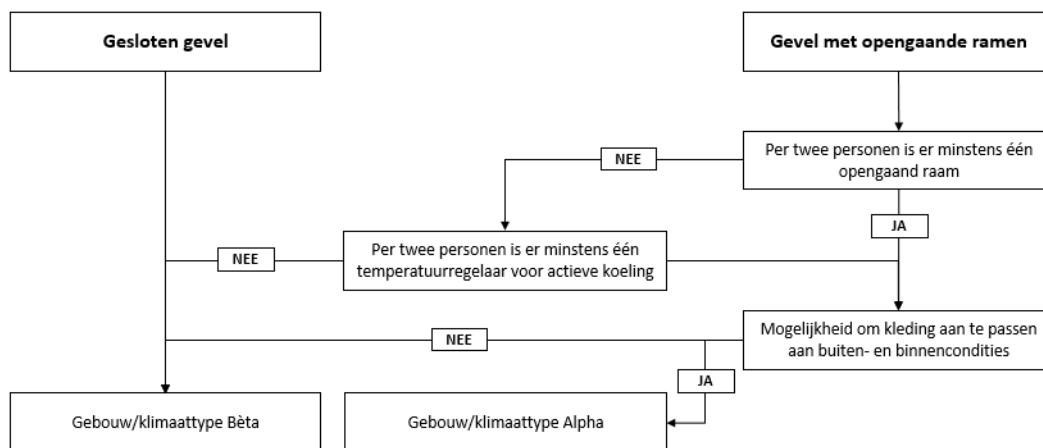 Gesloten gevel
Gevel met opengaande ramen
Per twee personen is er minstens één
opengaand raam
NEE
JA
Per twee personen is er minstens één
temperatuurregelaar voor actieve koeling
NEE
Mogelijkheid om kleding aan te passen
aan buiten- en binnencondities
NEE
JA
Gebouw/klimaattype Bèta
Gebouw/klimaattype Alpha